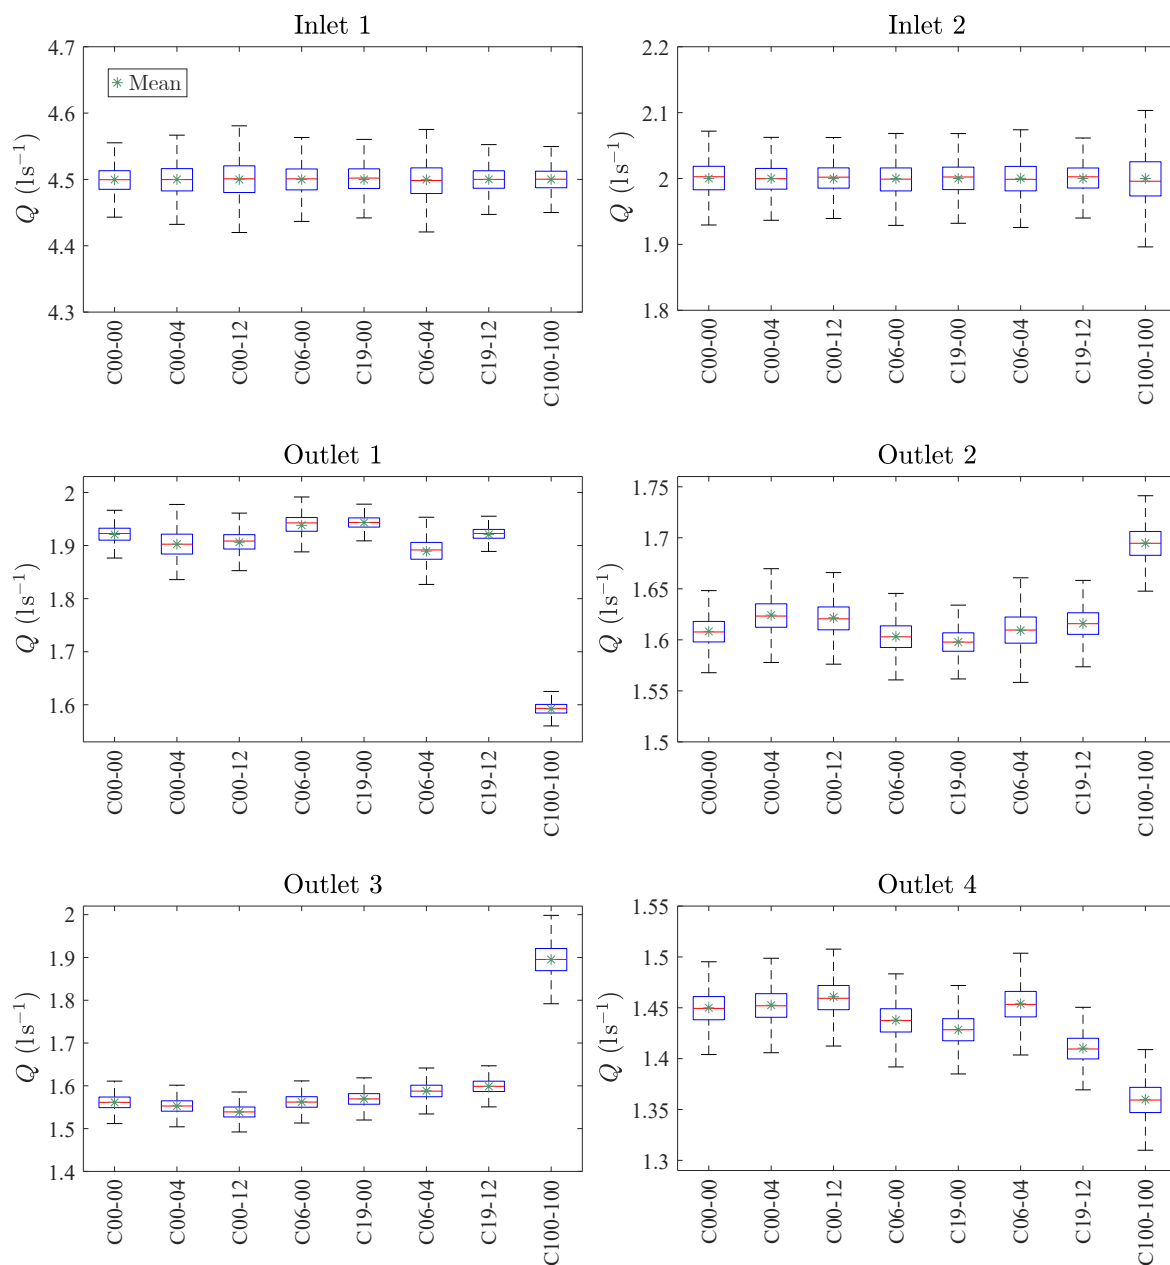 Inlet 1
4.7
4.6
4.5
4.4
4.3
Q (ls⁻¹)
Mean
C00-00
C00-04
C00-12
C06-00
C19-00
C06-04
C19-12
C100-100
Inlet 2
2.2
2.1
2
1.9
1.8
Q (ls⁻¹)
C00-00
C00-04
C00-12
C06-00
C19-00
C06-04
C19-12
C100-100
Outlet 1
2
1.9
1.8
1.7
1.6
Q (ls⁻¹)
C00-00
C00-04
C00-12
C06-00
C19-00
C06-04
C19-12
C100-100
Outlet 2
1.75
1.7
1.65
1.6
1.55
1.5
Q (ls⁻¹)
C00-00
C00-04
C00-12
C06-00
C19-00
C06-04
C19-12
C100-100
Outlet 3
2
1.9
1.8
1.7
1.6
1.5
1.4
Q (ls⁻¹)
C00-00
C00-04
C00-12
C06-00
C19-00
C06-04
C19-12
C100-100
Outlet 4
1.55
1.5
1.45
1.4
1.35
1.3
Q (ls⁻¹)
C00-00
C00-04
C00-12
C06-00
C19-00
C06-04
C19-12
C100-100